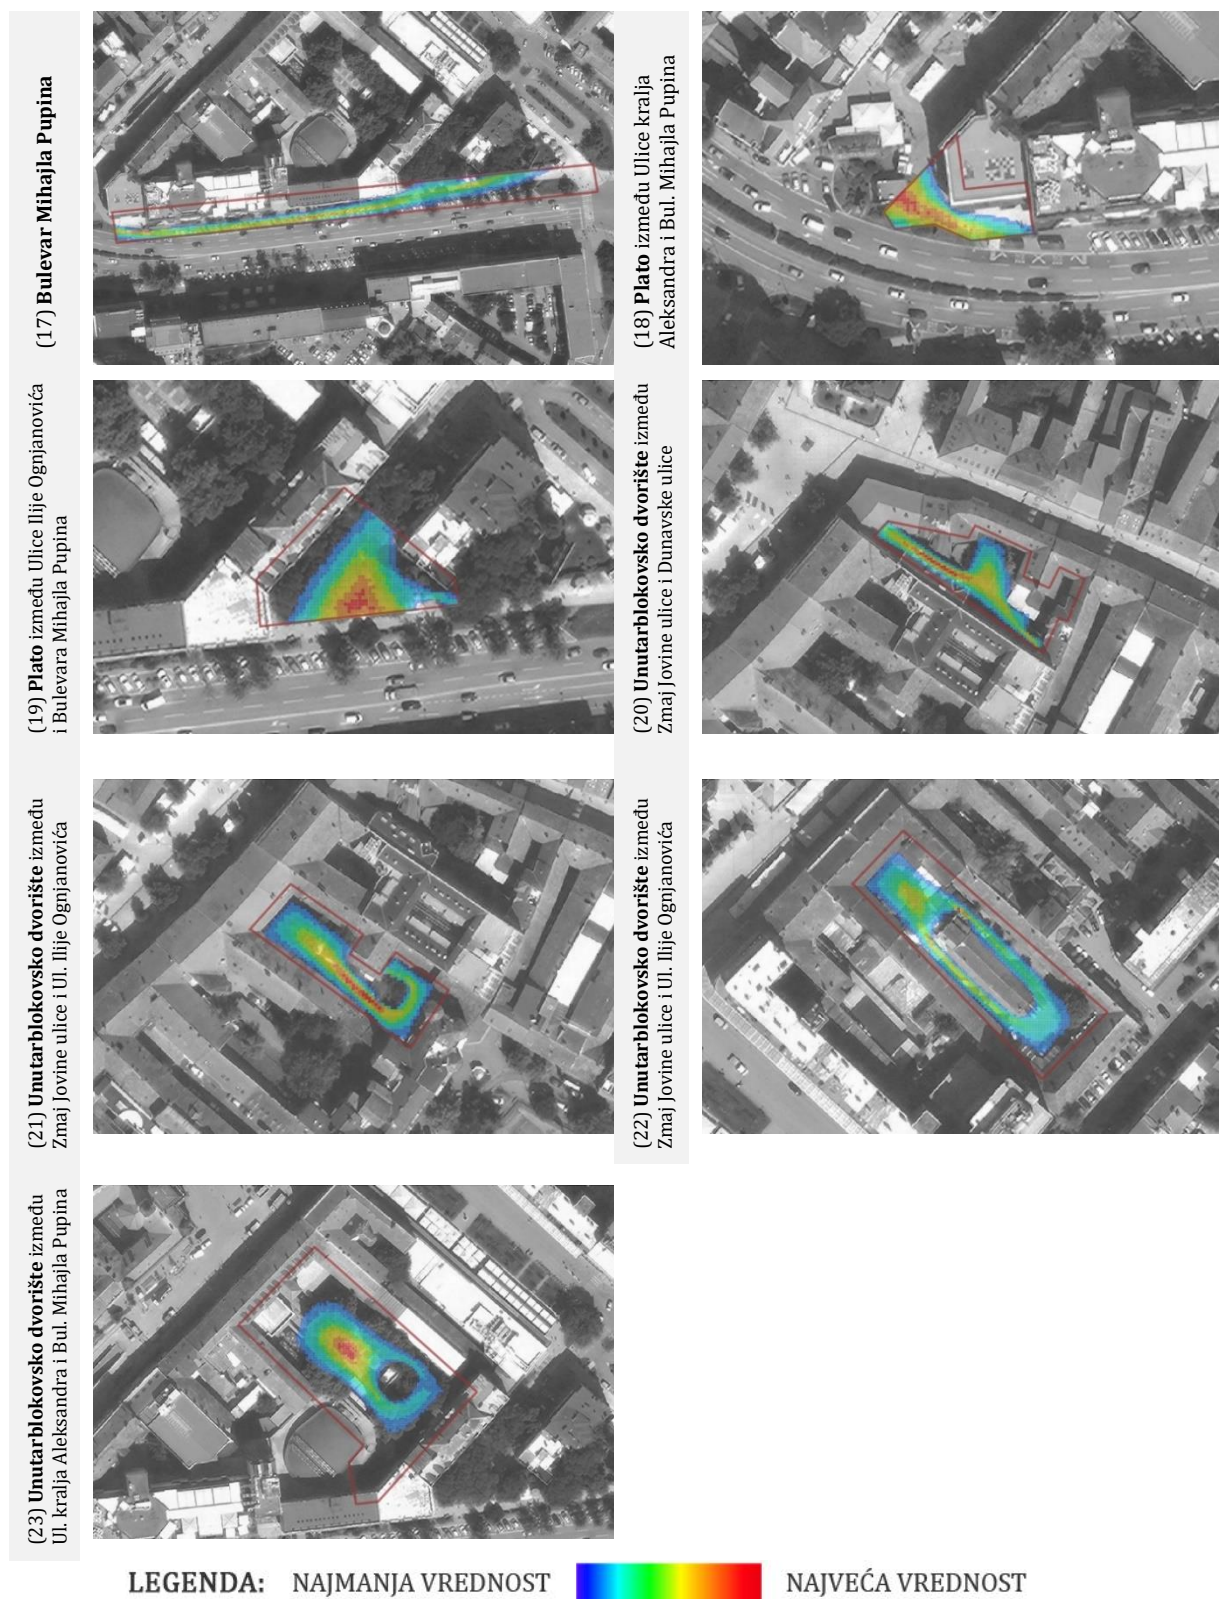 (17) Bulevar Mihajla Pupina
(18) Plato između Ulice kralja
Aleksandra i Bul. Mihajla Pupina
(19) Plato između Ulice Ilije Ognjanovića
i Bulevara Mihajla Pupina
(20) Unutarblokovsko dvorište između
Zmaj Jovine ulice i Dunavske ulice
(21) Unutarblokovsko dvorište između
Zmaj Jovine ulice i Ul. Ilije Ognjanovića
(22) Unutarblokovsko dvorište između
Zmaj Jovine ulice i Ul. Ilije Ognjanovića
(23) Unutarblokovsko dvorište između
Ul. kralja Aleksandra i Bul. Mihajla Pupina
LEGENDA: NAJMANJA VREDNOST NAJVEĆA VREDNOST